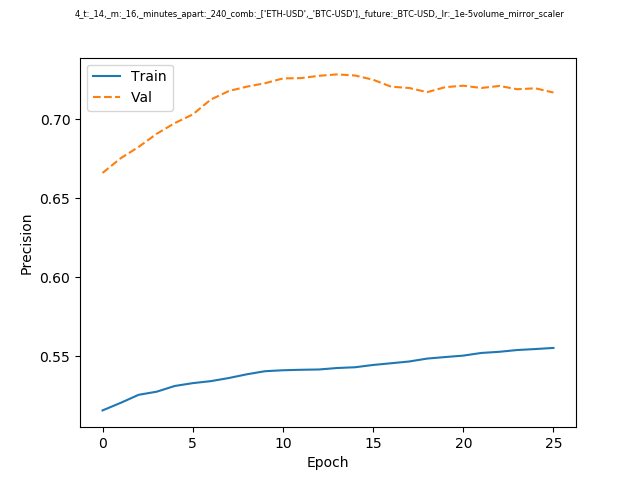 4_t:_14,_m:_16,_minutes_apart:_240_comb:_['ETH-USD',_'BTC-USD'],_future:_BTC-USD,_lr:_1e-5volume_mirror_scaler
Train
Val
Precision
0.70
0.65
0.60
0.55
0 5 10 15 20 25
Epoch